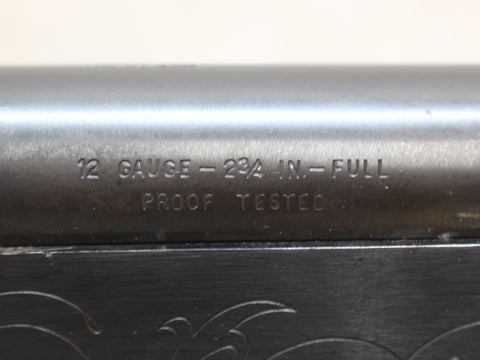 12 GAUGE – 2¾ IN.– FULL
PROOF TESTED